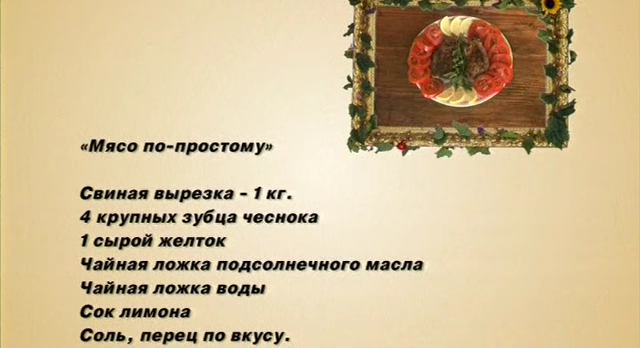 «Мясо по-простому»
Свиная вырезка - 1 кг.
4 крупных зубца чеснока
1 сырой желток
Чайная ложка подсолнечного масла
Чайная ложка воды
Сок лимона
Соль, перец по вкусу.